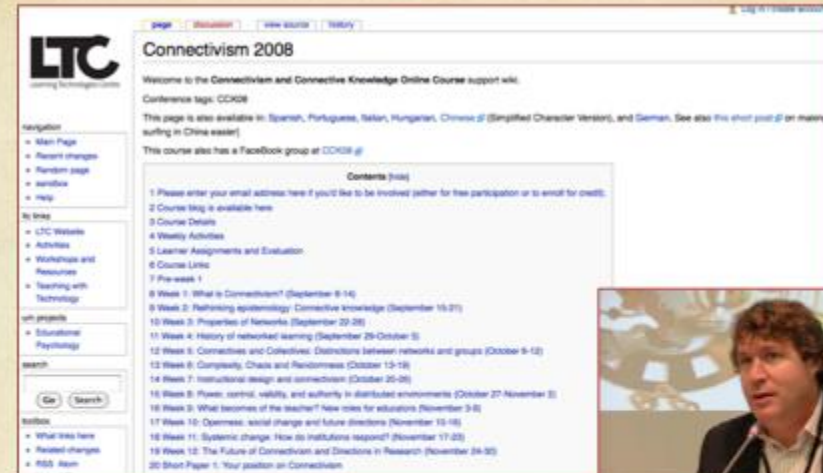 Log in / create account
page discussion view source history
LTC
Learning Technologies Centre
Connectivism 2008
Welcome to the Connectivism and Connective Knowledge Online Course support wiki.
Conference tags: CCK08
This page is also available in: Spanish, Portuguese, Italian, Hungarian, Chinese (Simplified Character Version), and German. See also this short post on making
surfing in China easier]
This course also has a FaceBook group at CCK08
navigation
Main Page
Recent changes
Random page
sandbox
Help
ltc links
LTC Website
Activities
Workshops and
Resources
Teaching with
Technology
um projects
Educational
Psychology
search
Go Search
toolbox
What links here
Related changes
RSS Atom
Contents [hide]
1 Please enter your email address here if you'd like to be involved (either for free participation or to enroll for credit).
2 Course blog is available here
3 Course Details
4 Weekly Activities
5 Learner Assignments and Evaluation
6 Course Links
7 Pre-week 1
8 Week 1: What is Connectivism? (September 8-14)
9 Week 2: Rethinking epistemology: Connective knowledge (September 15-21)
10 Week 3: Properties of Networks (September 22-28)
11 Week 4: History of networked learning (September 29-October 5)
12 Week 5: Connectives and Collectives: Distinctions between networks and groups (October 6-12)
13 Week 6: Complexity, Chaos and Randomness (October 13-19)
14 Week 7: Instructional design and connectivism (October 20-26)
15 Week 8: Power, control, validity, and authority in distributed environments (October 27-November 2)
16 Week 9: What becomes of the teacher? New roles for educators (November 3-9)
17 Week 10: Openness: social change and future directions (November 10-16)
18 Week 11: Systemic change: How do institutions respond? (November 17-23)
19 Week 12: The Future of Connectivism and Directions in Research (November 24-30)
20 Short Paper 1: Your position on Connectivism